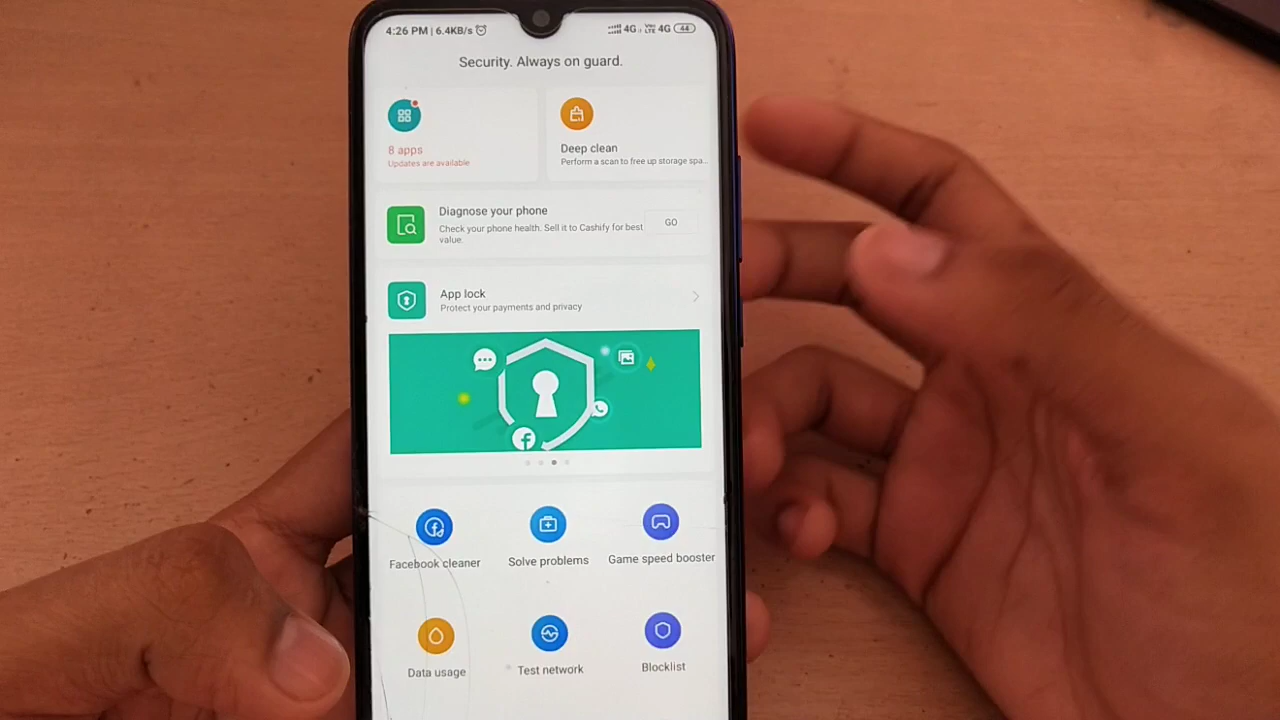 4:26 PM | 6.4KB/s 4G Vo LTE 4G 44
Security. Always on guard.
8 apps
Updates are available
Deep clean
Perform a scan to free up storage spa...
Diagnose your phone
Check your phone health. Sell it to Cashify for best
value.
GO
App lock
Protect your payments and privacy
Facebook cleaner
Solve problems
Game speed booster
Data usage
Test network
Blocklist